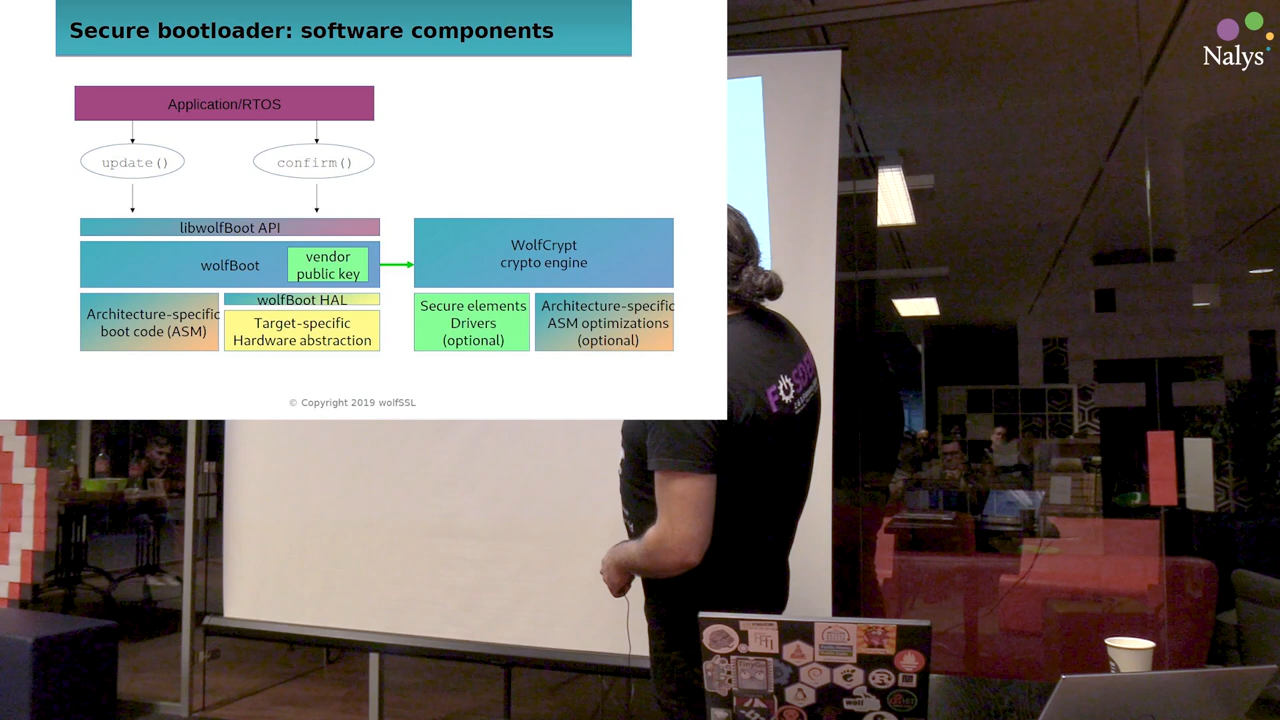 Secure bootloader: software components
Nalys
Application/RTOS
update()
confirm()
libwolfBoot API
wolfBoot
vendor
public key
WolfCrypt
crypto engine
Architecture-specific
boot code (ASM)
wolfBoot HAL
Target-specific
Hardware abstraction
Secure elements
Drivers
(optional)
Architecture-specific
ASM optimizations
(optional)
© Copyright 2019 wolfSSL